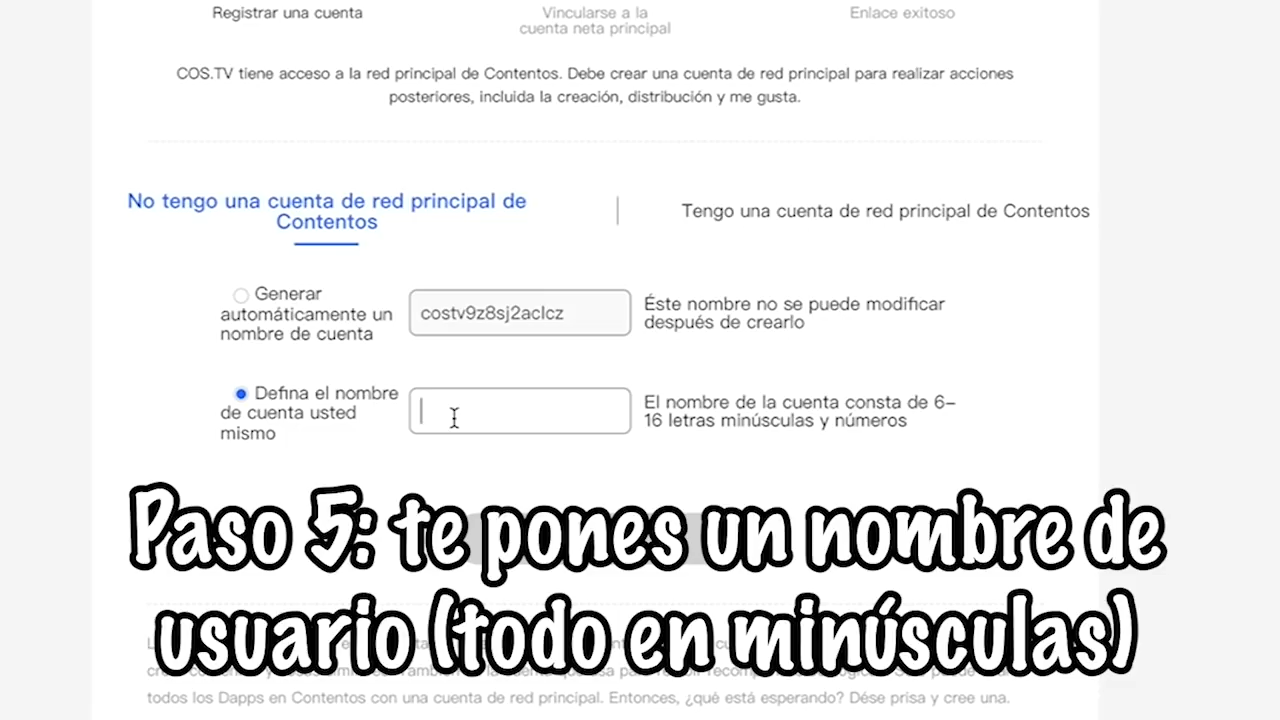 Registrar una cuenta
Vincularse a la
cuenta neta principal
Enlace exitoso
COS.TV tiene acceso a la red principal de Contentos. Debe crear una cuenta de red principal para realizar acciones
posteriores, incluida la creación, distribución y me gusta.
No tengo una cuenta de red principal de
Contentos
Tengo una cuenta de red principal de Contentos
Generar
automáticamente un
nombre de cuenta
costv9z8sj2aclcz
Éste nombre no se puede modificar
después de crearlo
Defina el nombre
de cuenta usted
mismo
El nombre de la cuenta consta de 6–
16 letras minúsculas y números
Paso 5: te pones un nombre de
usuario (todo en minúsculas)
todos los Dapps en Contentos con una cuenta de red principal. Entonces, ¿qué está esperando? Dése prisa y cree una.